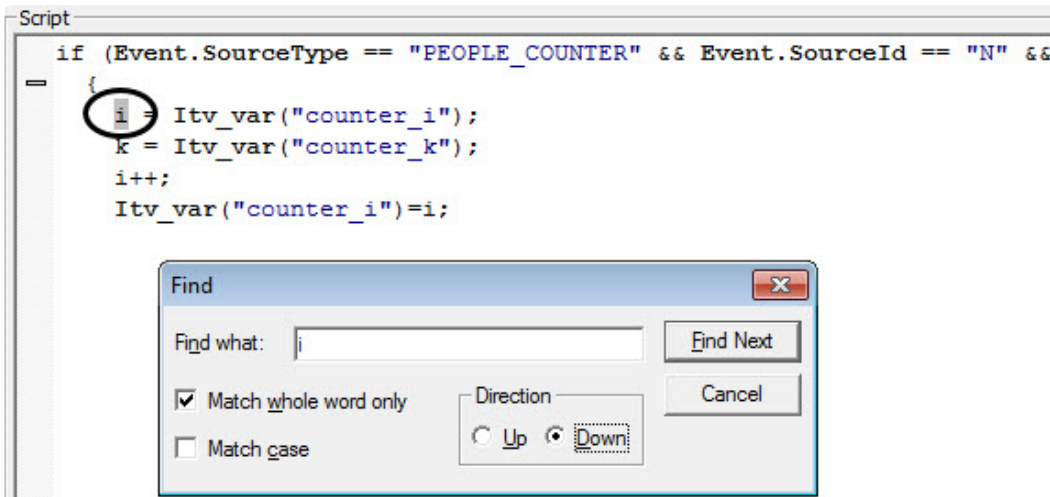 Script
if (Event.SourceType == "PEOPLE_COUNTER" && Event.SourceId == "N" &&
{
i = Itv_var("counter_i");
k = Itv_var("counter_k");
i++;
Itv_var("counter_i")=i;
Find
Find what: i
Find Next
Match whole word only
Direction
Cancel
Match case
Up Down